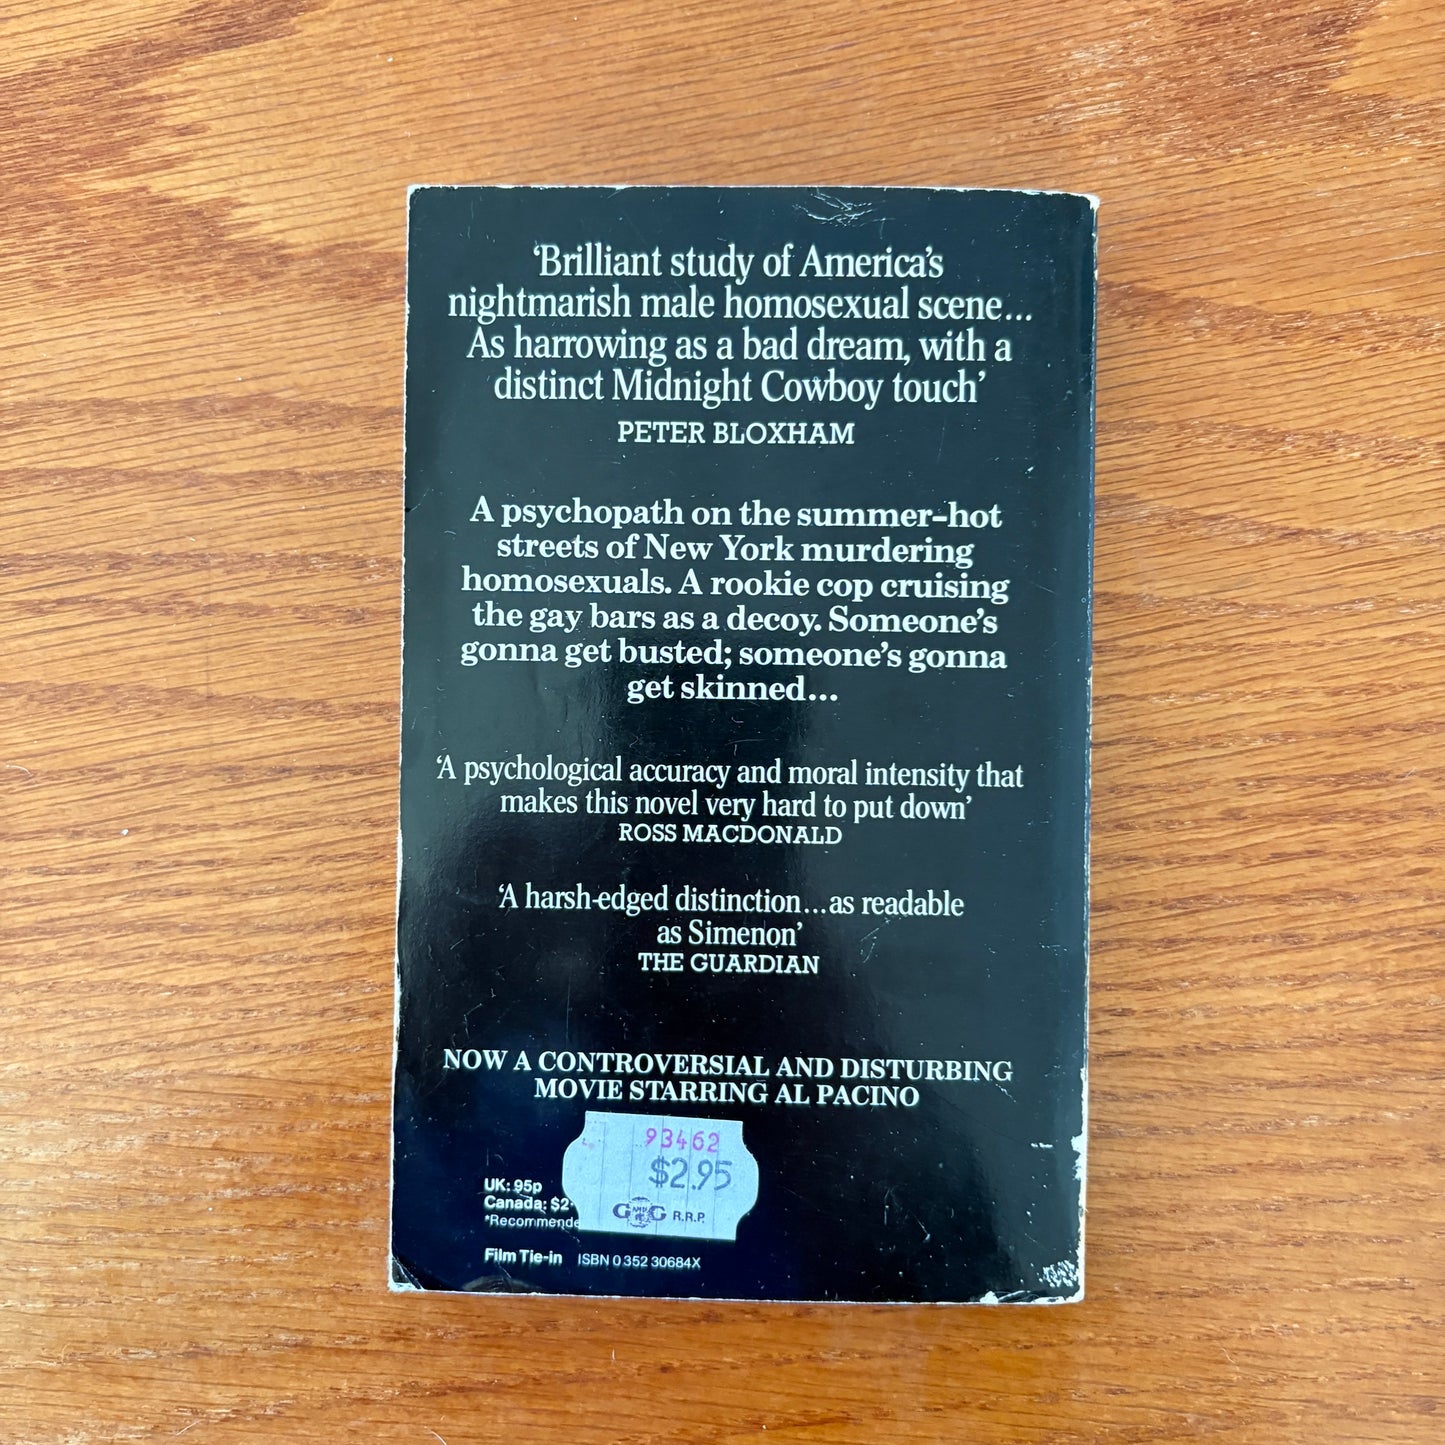 ‘Brilliant study of America’s
nightmarish male homosexual scene...
As harrowing as a bad dream, with a
distinct Midnight Cowboy touch’
PETER BLOXHAM
A psychopath on the summer-hot
streets of New York murdering
homosexuals. A rookie cop cruising
the gay bars as a decoy. Someone’s
gonna get busted; someone’s gonna
get skinned...
‘A psychological accuracy and moral intensity that
makes this novel very hard to put down’
ROSS MACDONALD
‘A harsh-edged distinction...as readable
as Simenon’
THE GUARDIAN
NOW A CONTROVERSIAL AND DISTURBING
MOVIE STARRING AL PACINO
93462
$2.95
G AND G R.R.P.
UK: 95p
Canada: $2
*Recommende
Film Tie-in ISBN 0 352 30684X